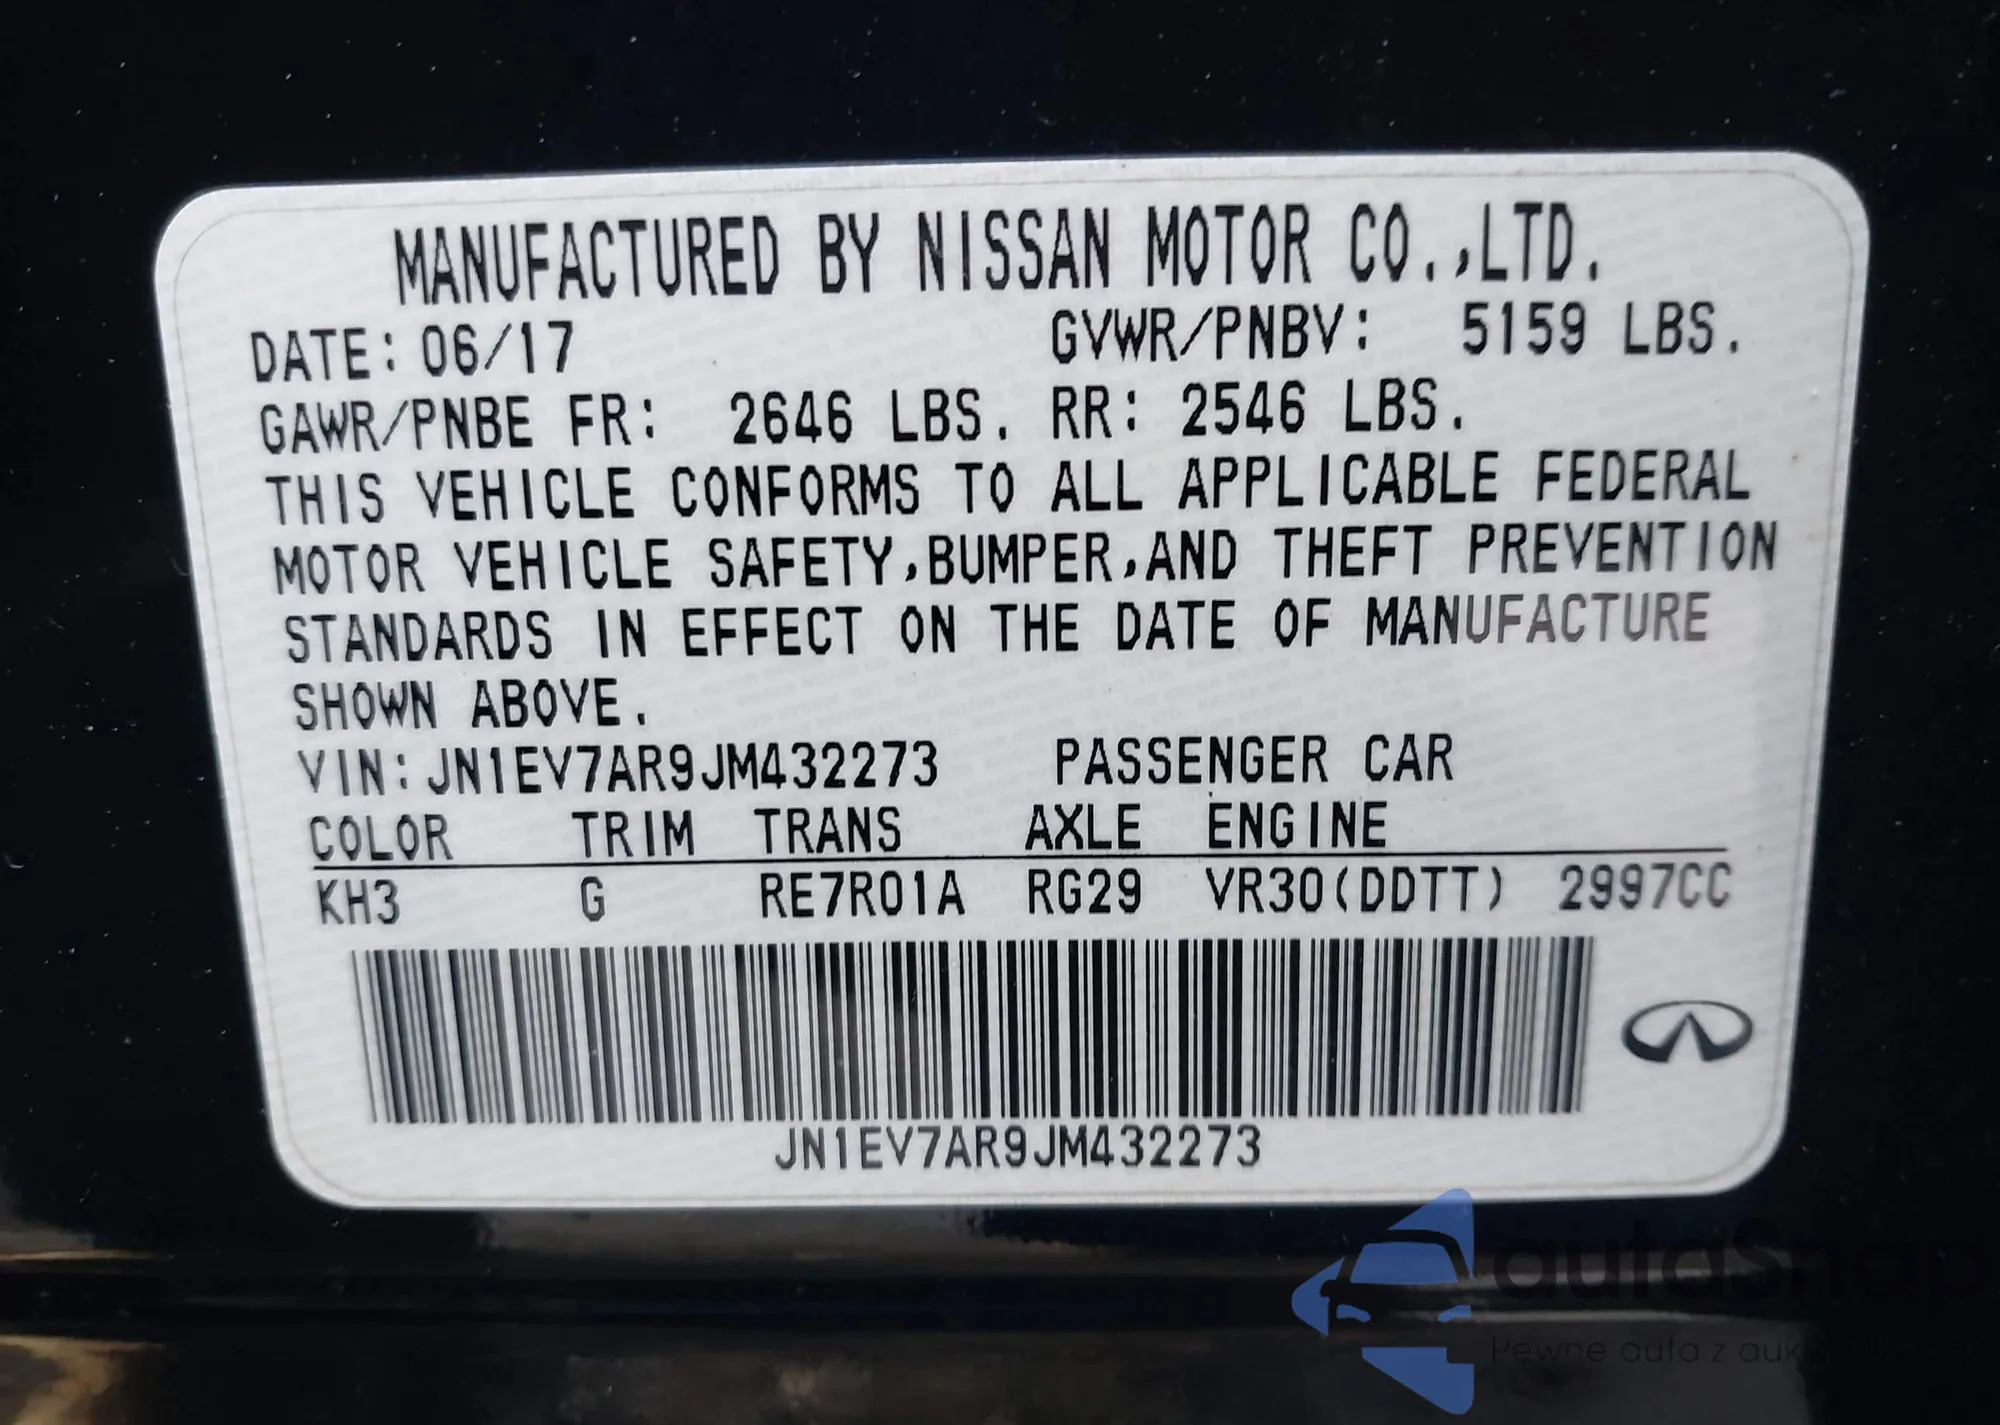 MANUFACTURED BY NISSAN MOTOR CO.,LTD.
DATE: 06/17 GVWR/PNBV: 5159 LBS.
GAWR/PNBE FR: 2646 LBS. RR: 2546 LBS.
THIS VEHICLE CONFORMS TO ALL APPLICABLE FEDERAL
MOTOR VEHICLE SAFETY,BUMPER,AND THEFT PREVENTION
STANDARDS IN EFFECT ON THE DATE OF MANUFACTURE
SHOWN ABOVE.
VIN:JN1EV7AR9JM432273 PASSENGER CAR
COLOR TRIM TRANS AXLE ENGINE
KH3 G RE7R01A RG29 VR30(DDTT) 2997CC
JN1EV7AR9JM432273
autaSnap
Pewne auta z